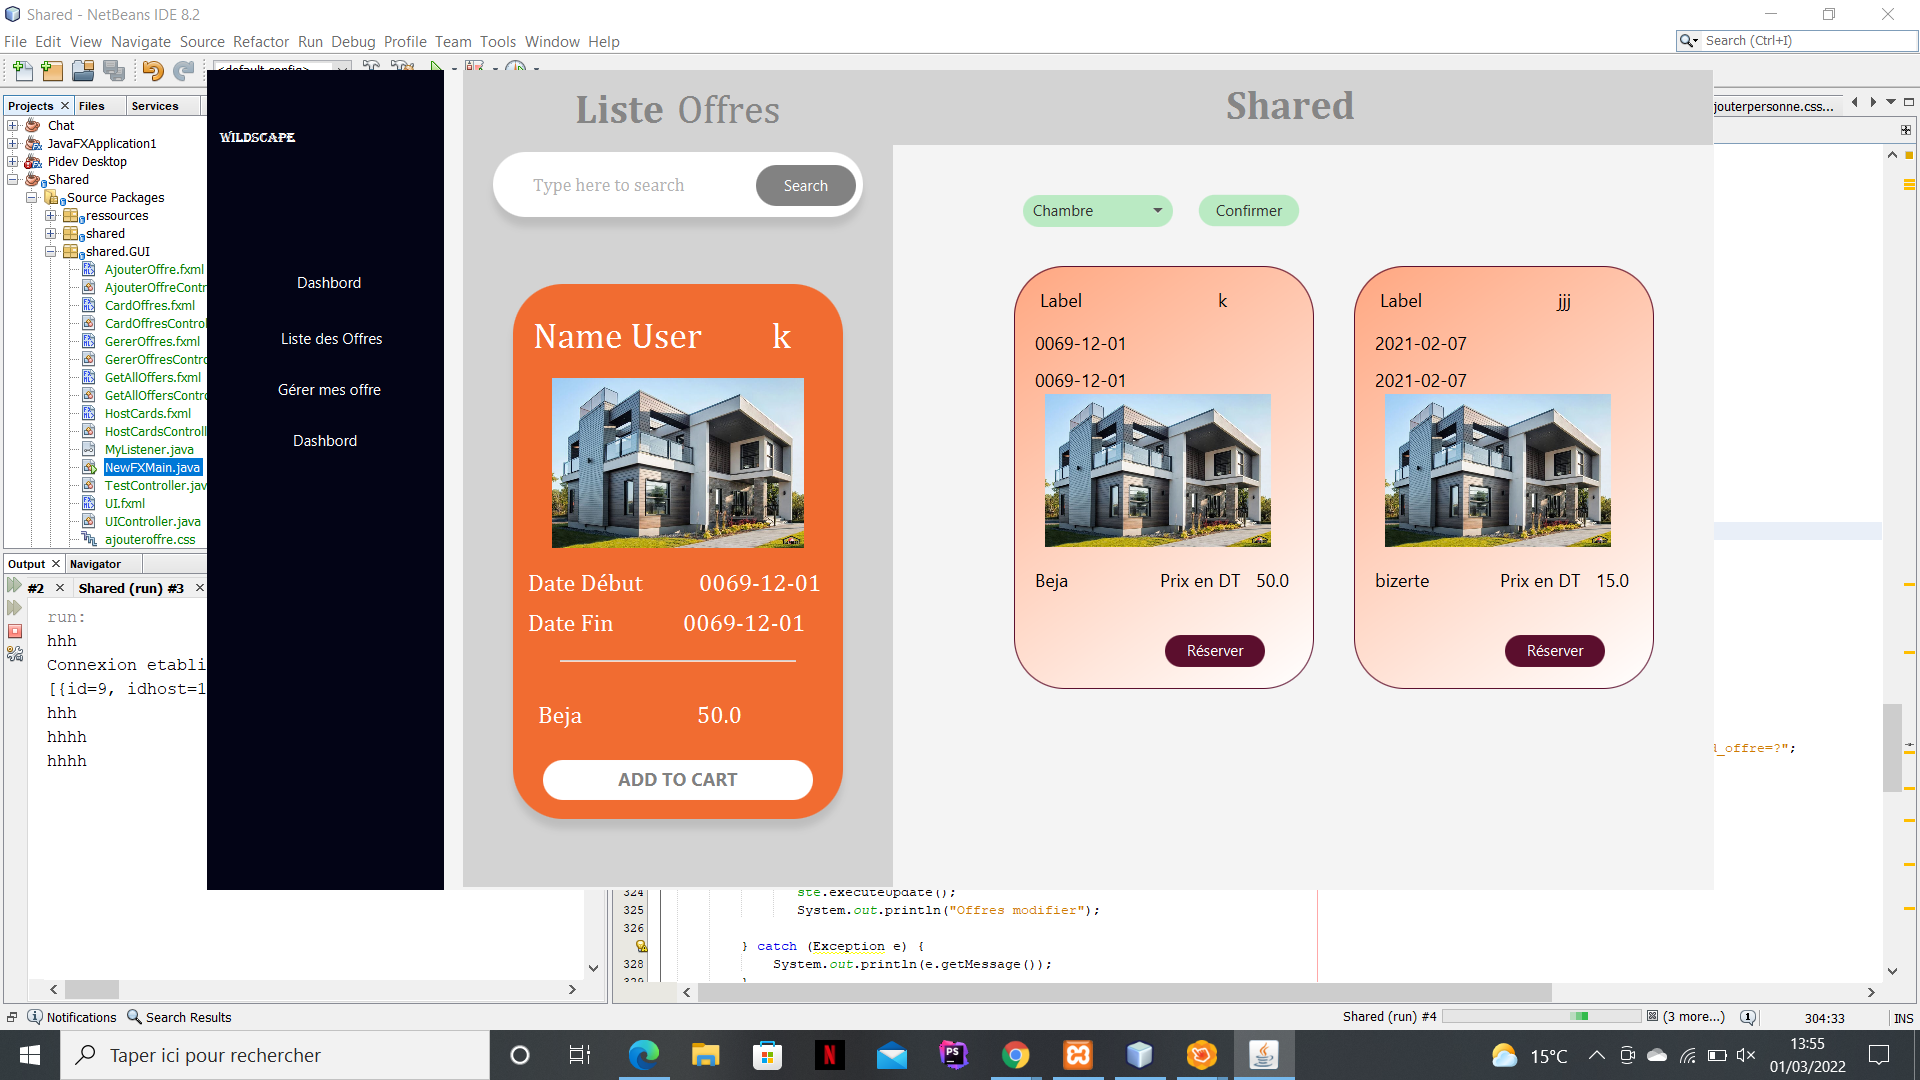 Shared - NetBeans IDE 8.2
File Edit View Navigate Source Refactor Run Debug Profile Team Tools Window Help
Search (Ctrl+I)
<default config>
Projects Files Services
Chat
JavaFXApplication1
Pidev Desktop
Shared
Source Packages
ressources
shared
shared.GUI
AjouterOffre.fxml
AjouterOffreContr
CardOffres.fxml
CardOffresControl
GererOffres.fxml
GererOffresContro
GetAllOffers.fxml
GetAllOffersContro
HostCards.fxml
HostCardsControll
MyListener.java
NewFXMain.java
TestController.jav
UI.fxml
UIController.java
ajouteroffre.css
Output Navigator
#2 Shared (run) #3
run:
hhh
Connexion etabli
[{id=9, idhost=1
hhh
hhhh
hhhh
WILDSCAPE
Dashbord
Liste des Offres
Gérer mes offre
Dashbord
Liste Offres
Type here to search
Search
Name User k
Date Début 0069-12-01
Date Fin 0069-12-01
Beja 50.0
ADD TO CART
Shared
Chambre
Confirmer
Label k
0069-12-01
0069-12-01
Beja Prix en DT 50.0
Réserver
Label jjj
2021-02-07
2021-02-07
bizerte Prix en DT 15.0
Réserver
jouterpersonne.css...
d_offre=?";
324 ste.executeUpdate();
325 System.out.println("Offres modifier");
326
} catch (Exception e) {
328 System.out.println(e.getMessage());
329 }
Notifications Search Results
Shared (run) #4 (3 more...) 304:33 INS
Taper ici pour rechercher
15°C
13:55
01/03/2022